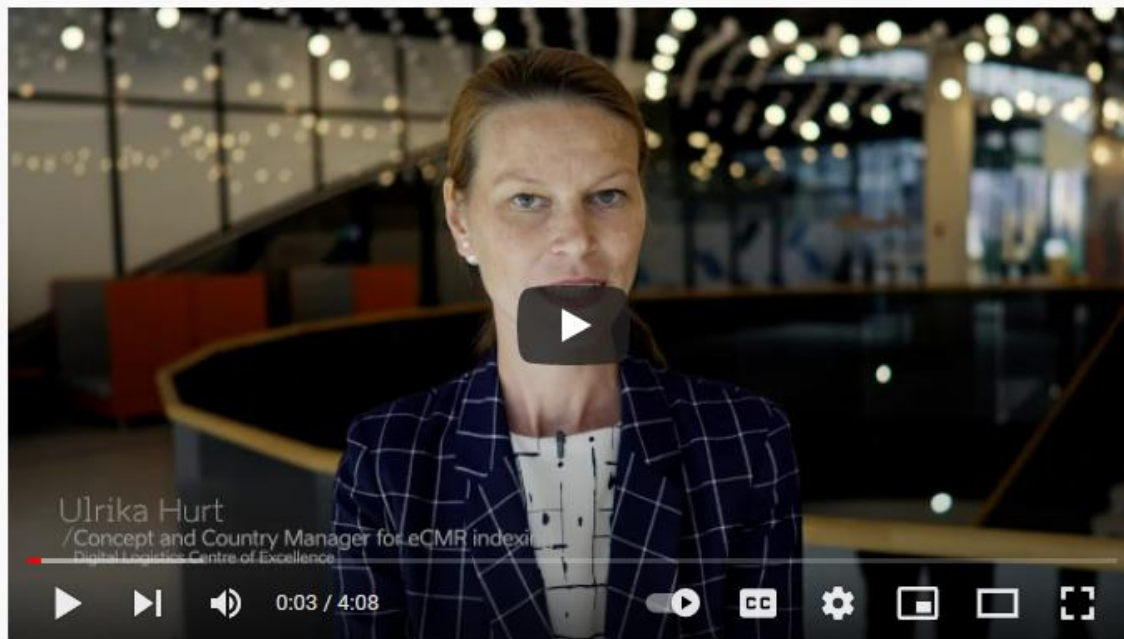 Ulrika Hurt
/Concept and Country Manager for eCMR
Digital Logistics Centre of Excellence
0:03 / 4:08
CC